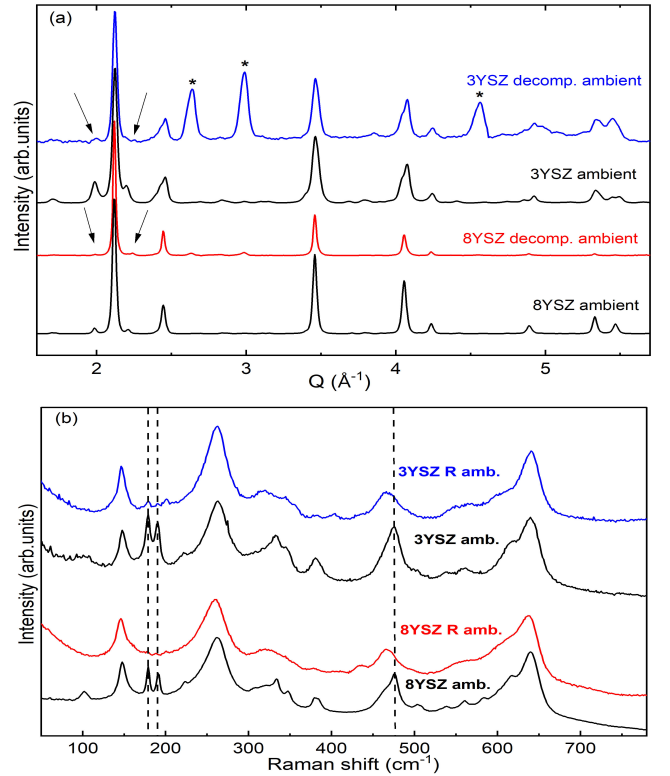 (a)
*
*
*
3YSZ decomp. ambient
3YSZ ambient
8YSZ decomp. ambient
8YSZ ambient
Intensity (arb.units)
2 3 4 5
Q (Å⁻¹)
(b)
3YSZ R amb.
3YSZ amb.
8YSZ R amb.
8YSZ amb.
Intensity (arb.units)
100 200 300 400 500 600 700
Raman shift (cm⁻¹)